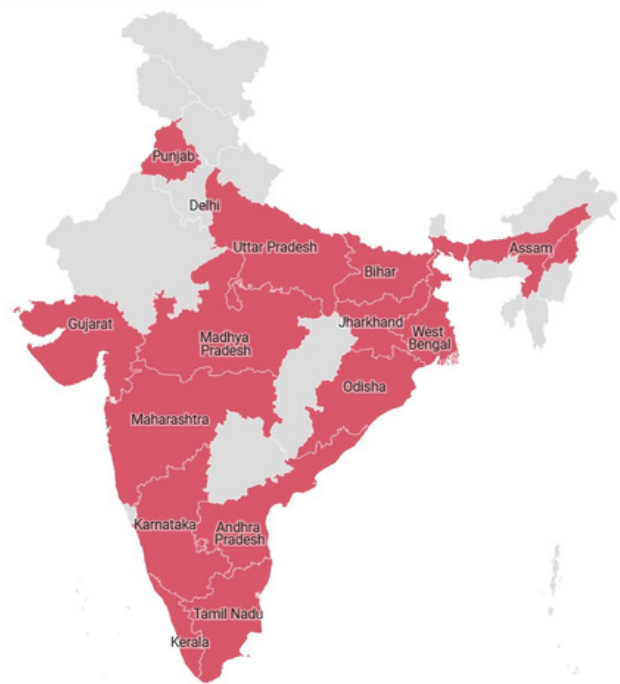 Punjab
Delhi
Uttar Pradesh
Assam
Bihar
Gujarat
Jharkhand
Madhya
Pradesh
West
Bengal
Odisha
Maharashtra
Karnataka
Andhra
Pradesh
Tamil Nadu
Kerala